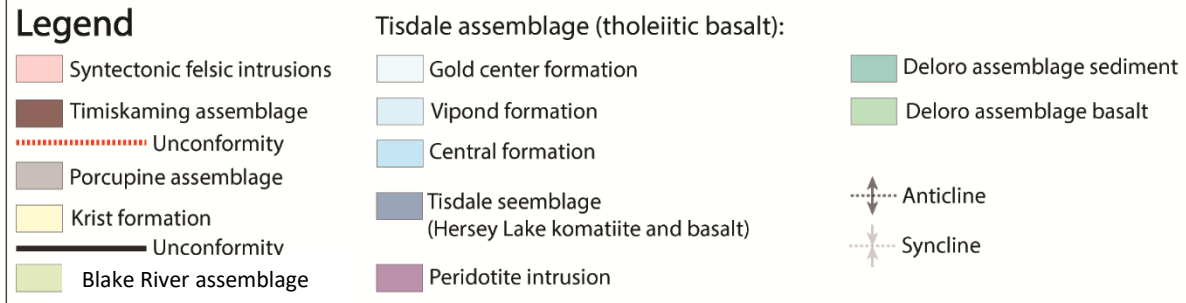 Legend
Syntectonic felsic intrusions
Timiskaming assemblage
Unconformity
Porcupine assemblage
Krist formation
Unconformity
Blake River assemblage
Tisdale assemblage (tholeiitic basalt):
Gold center formation
Vipond formation
Central formation
Tisdale seemblage
(Hersey Lake komatiite and basalt)
Peridotite intrusion
Deloro assemblage sediment
Deloro assemblage basalt
Anticline
Syncline